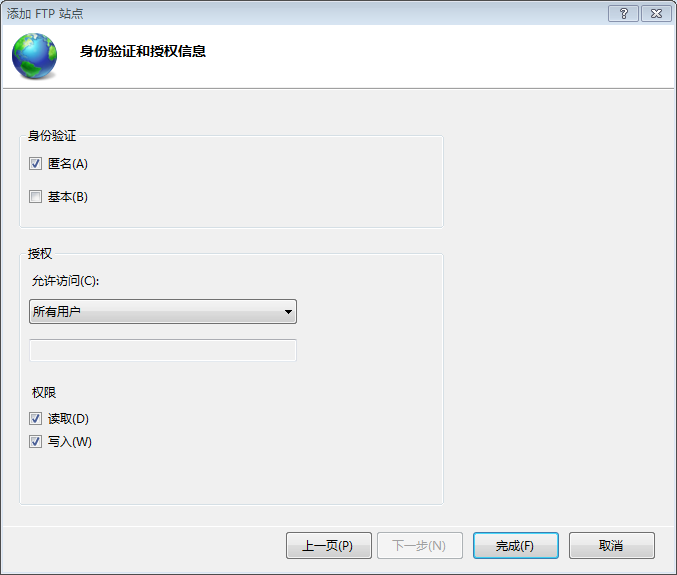 添加 FTP 站点
身份验证和授权信息
身份验证
匿名(A)
基本(B)
授权
允许访问(C):
所有用户
权限
读取(D)
写入(W)
上一页(P) 下一步(N) 完成(F) 取消